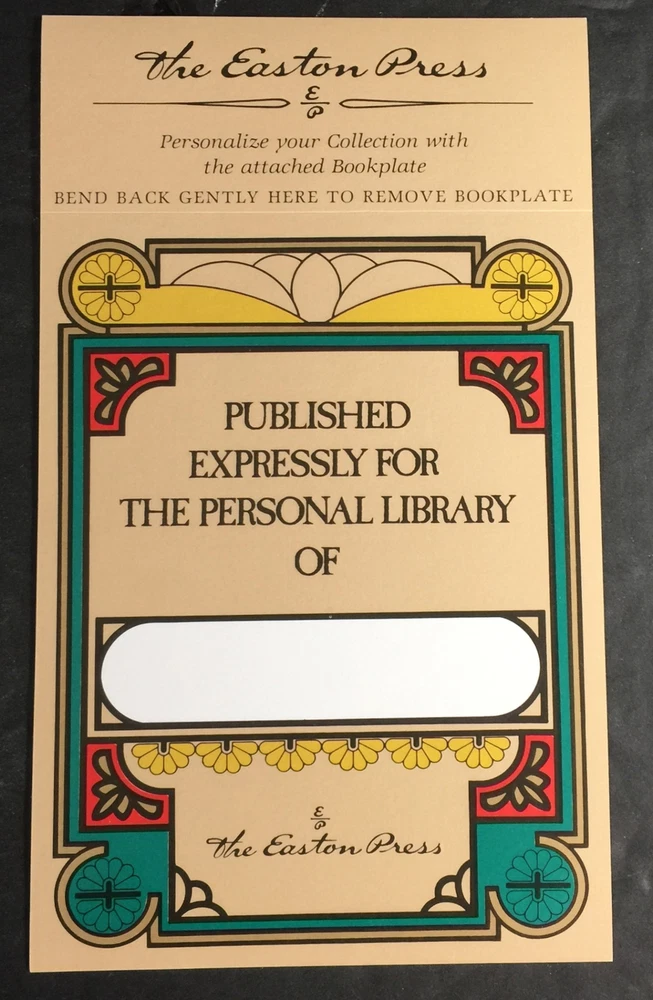 The Easton Press
E
P
Personalize your Collection with
the attached Bookplate
BEND BACK GENTLY HERE TO REMOVE BOOKPLATE
PUBLISHED
EXPRESSLY FOR
THE PERSONAL LIBRARY
OF
E
P
The Easton Press